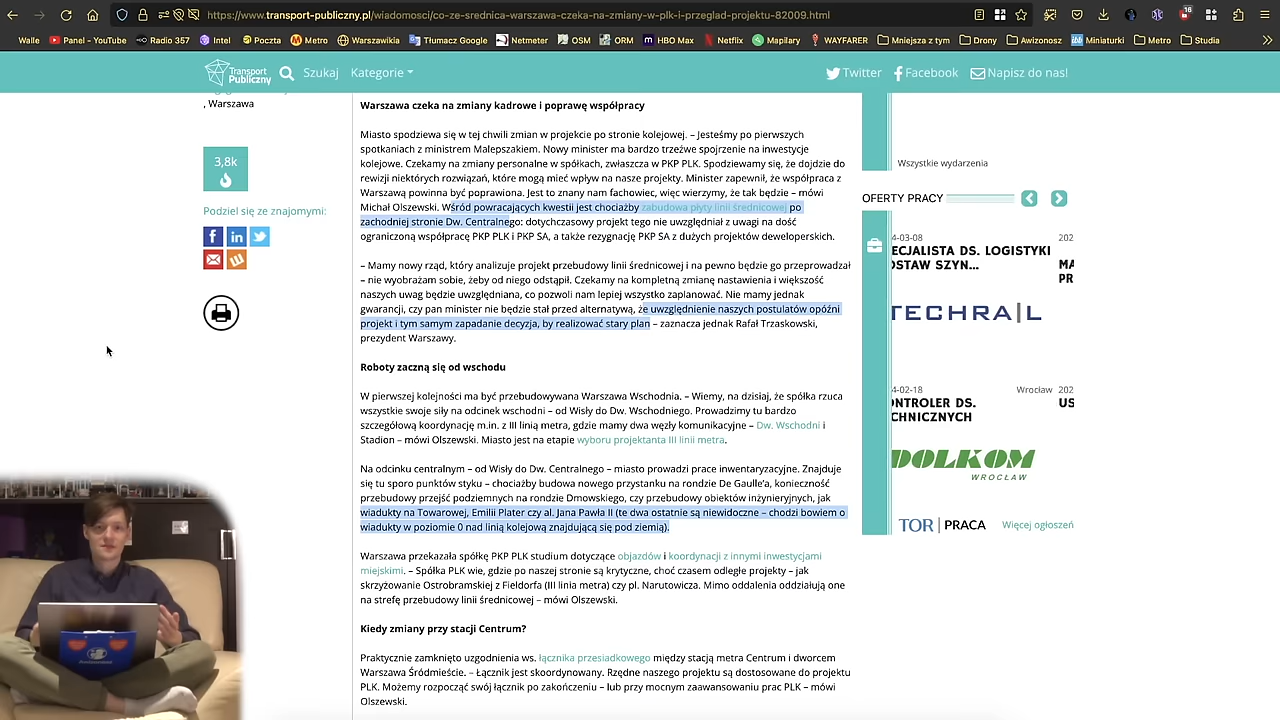 https://www.transport-publiczny.pl/wiadomosci/co-ze-srednica-warszawa-czeka-na-zmiany-w-plk-i-przeglad-projektu-82009.html
16
Walle Panel - YouTube Radio 357 Intel Poczta Metro Warszawikia Tłumacz Google Netmeter OSM ORM HBO Max Netflix Mapilary WAYFARER Mniejsza z tym Drony Awizonosz Miniaturki Metro Studia
Transport Publiczny Szukaj Kategorie Twitter Facebook Napisz do nas!
, Warszawa
3,8k
Podziel się ze znajomymi:
Warszawa czeka na zmiany kadrowe i poprawę współpracy
Miasto spodziewa się w tej chwili zmian w projekcie po stronie kolejowej. – Jesteśmy po pierwszych
spotkaniach z ministrem Malepszakiem. Nowy minister ma bardzo trzeźwe spojrzenie na inwestycje
kolejowe. Czekamy na zmiany personalne w spółkach, zwłaszcza w PKP PLK. Spodziewamy się, że dojdzie do
rewizji niektórych rozwiązań, które mogą mieć wpływ na nasze projekty. Minister zapewnił, że współpraca z
Warszawą powinna być poprawiona. Jest to znany nam fachowiec, więc wierzymy, że tak będzie – mówi
Michał Olszewski. Wśród powracających kwestii jest chociażby zabudowa płyty linii średnicowej po
zachodniej stronie Dw. Centralnego: dotychczasowy projekt tego nie uwzględniał z uwagi na dość
ograniczoną współpracę PKP PLK i PKP SA, a także rezygnację PKP SA z dużych projektów deweloperskich.
– Mamy nowy rząd, który analizuje projekt przebudowy linii średnicowej i na pewno będzie go przeprowadzał
– nie wyobrażam sobie, żeby od niego odstąpił. Czekamy na kompletną zmianę nastawienia i większość
naszych uwag będzie uwzględniana, co pozwoli nam lepiej wszystko zaplanować. Nie mamy jednak
gwarancji, czy pan minister nie będzie stał przed alternatywą, że uwzględnienie naszych postulatów opóźni
projekt i tym samym zapadanie decyzja, by realizować stary plan – zaznacza jednak Rafał Trzaskowski,
prezydent Warszawy.
Roboty zaczną się od wschodu
W pierwszej kolejności ma być przebudowywana Warszawa Wschodnia. – Wiemy, na dzisiaj, że spółka rzuca
wszystkie swoje siły na odcinek wschodni – od Wisły do Dw. Wschodniego. Prowadzimy tu bardzo
szczegółową koordynację m.in. z III linią metra, gdzie mamy dwa węzły komunikacyjne – Dw. Wschodni i
Stadion – mówi Olszewski. Miasto jest na etapie wyboru projektanta III linii metra.
Na odcinku centralnym – od Wisły do Dw. Centralnego – miasto prowadzi prace inwentaryzacyjne. Znajduje
się tu sporo punktów styku – chociażby budowa nowego przystanku na rondzie De Gaulle'a, konieczność
przebudowy przejść podziemnych na rondzie Dmowskiego, czy przebudowy obiektów inżynieryjnych, jak
wiadukty na Towarowej, Emilii Plater czy al. Jana Pawła II (te dwa ostatnie są niewidoczne – chodzi bowiem o
wiadukty w poziomie 0 nad linią kolejową znajdującą się pod ziemią).
Warszawa przekazała spółkę PKP PLK studium dotyczące objazdów i koordynacji z innymi inwestycjami
miejskimi. – Spółka PLK wie, gdzie po naszej stronie są krytyczne, choć czasem odległe projekty – jak
skrzyżowanie Ostrobramskiej z Fieldorfa (III linia metra) czy pl. Narutowicza. Mimo oddalenia oddziałują one
na strefę przebudowy linii średnicowej – mówi Olszewski.
Kiedy zmiany przy stacji Centrum?
Praktycznie zamknięto uzgodnienia ws. łącznika przesiadkowego między stacją metra Centrum i dworcem
Warszawa Śródmieście. – Łącznik jest skoordynowany. Rzędne naszego projektu są dostosowane do projektu
PLK. Możemy rozpocząć swój łącznik po zakończeniu – lub przy mocnym zaawansowaniu prac PLK – mówi
Olszewski.
Wszystkie wydarzenia
OFERTY PRACY
4-03-08 202
ECJALISTA DS. LOGISTYKI
OSTAW SZYN... MA
PR
TECHRAIL
4-02-18 Wrocław 202
ONTROLER DS. US
CHNICZNYCH
DOLKOM
WROCŁAW
TOR PRACA Więcej ogłoszeń